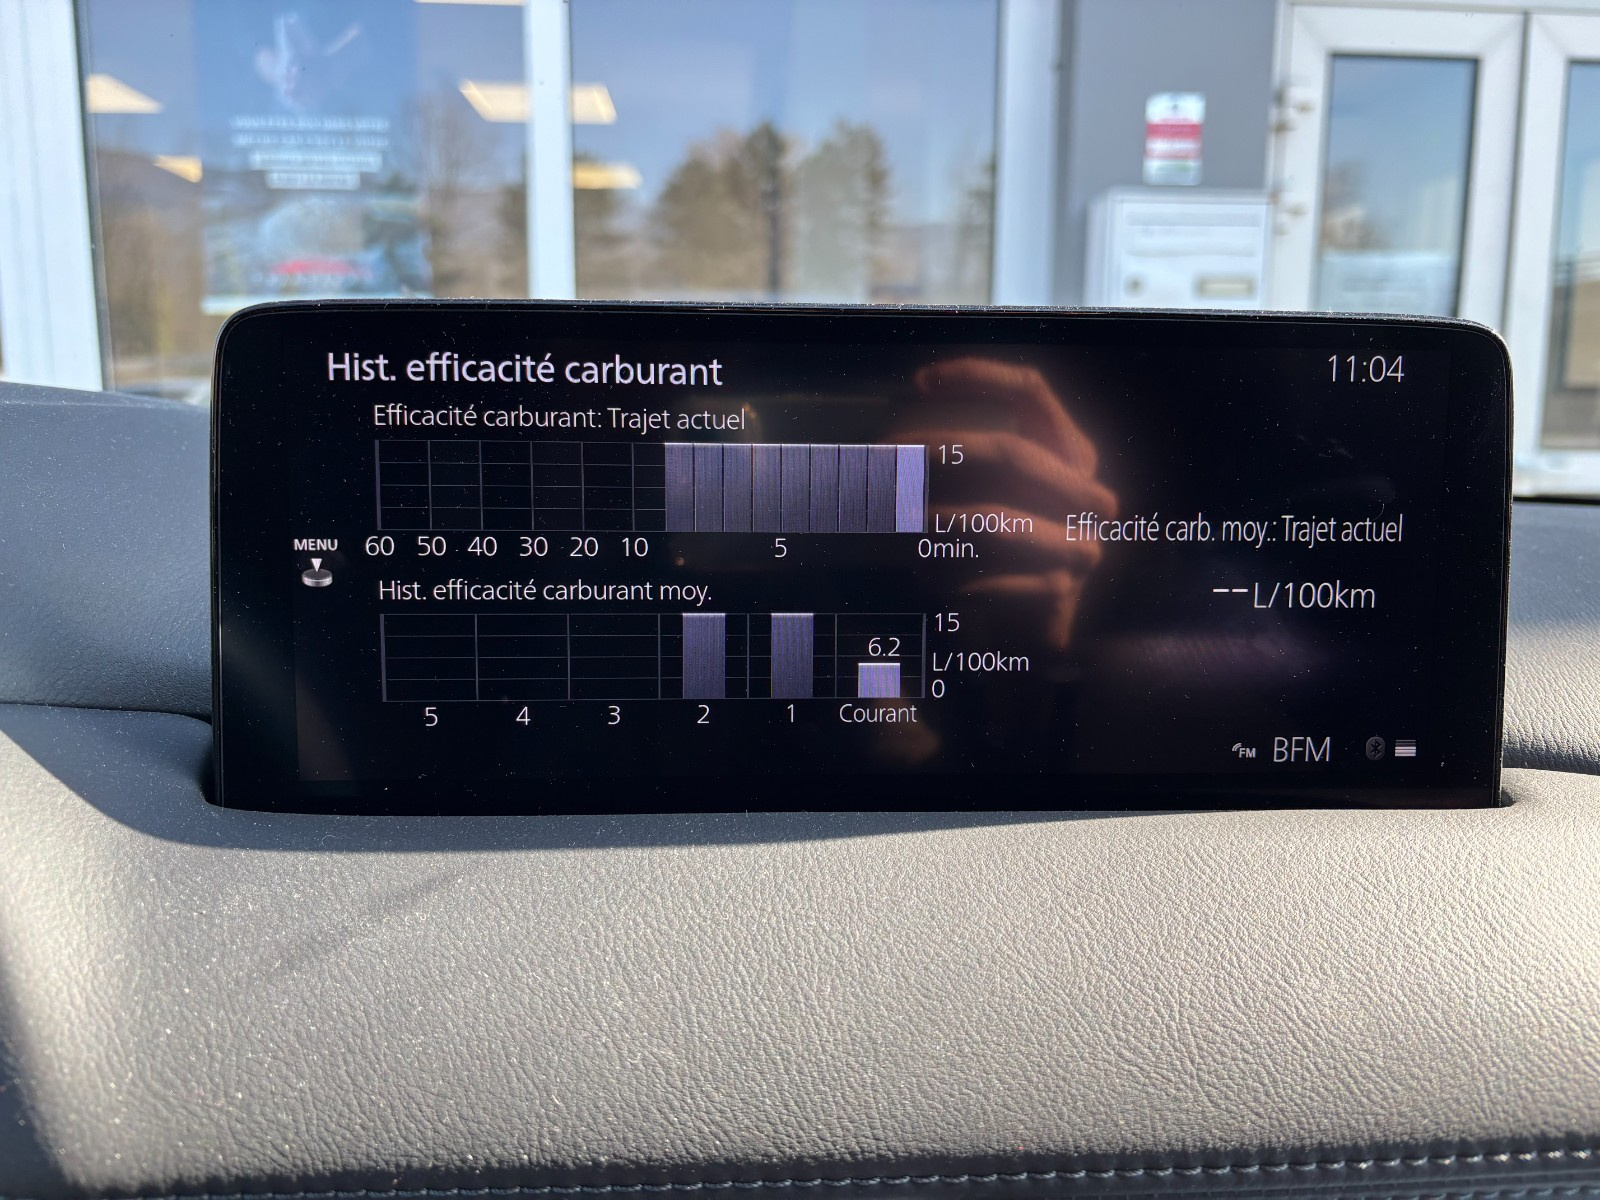 Hist. efficacité carburant
11:04
Efficacité carburant: Trajet actuel
15
L/100km
60 50 40 30 20 10 5 0min.
Efficacité carb. moy.: Trajet actuel
--L/100km
MENU
Hist. efficacité carburant moy.
15
6.2
L/100km
0
5 4 3 2 1 Courant
FM BFM